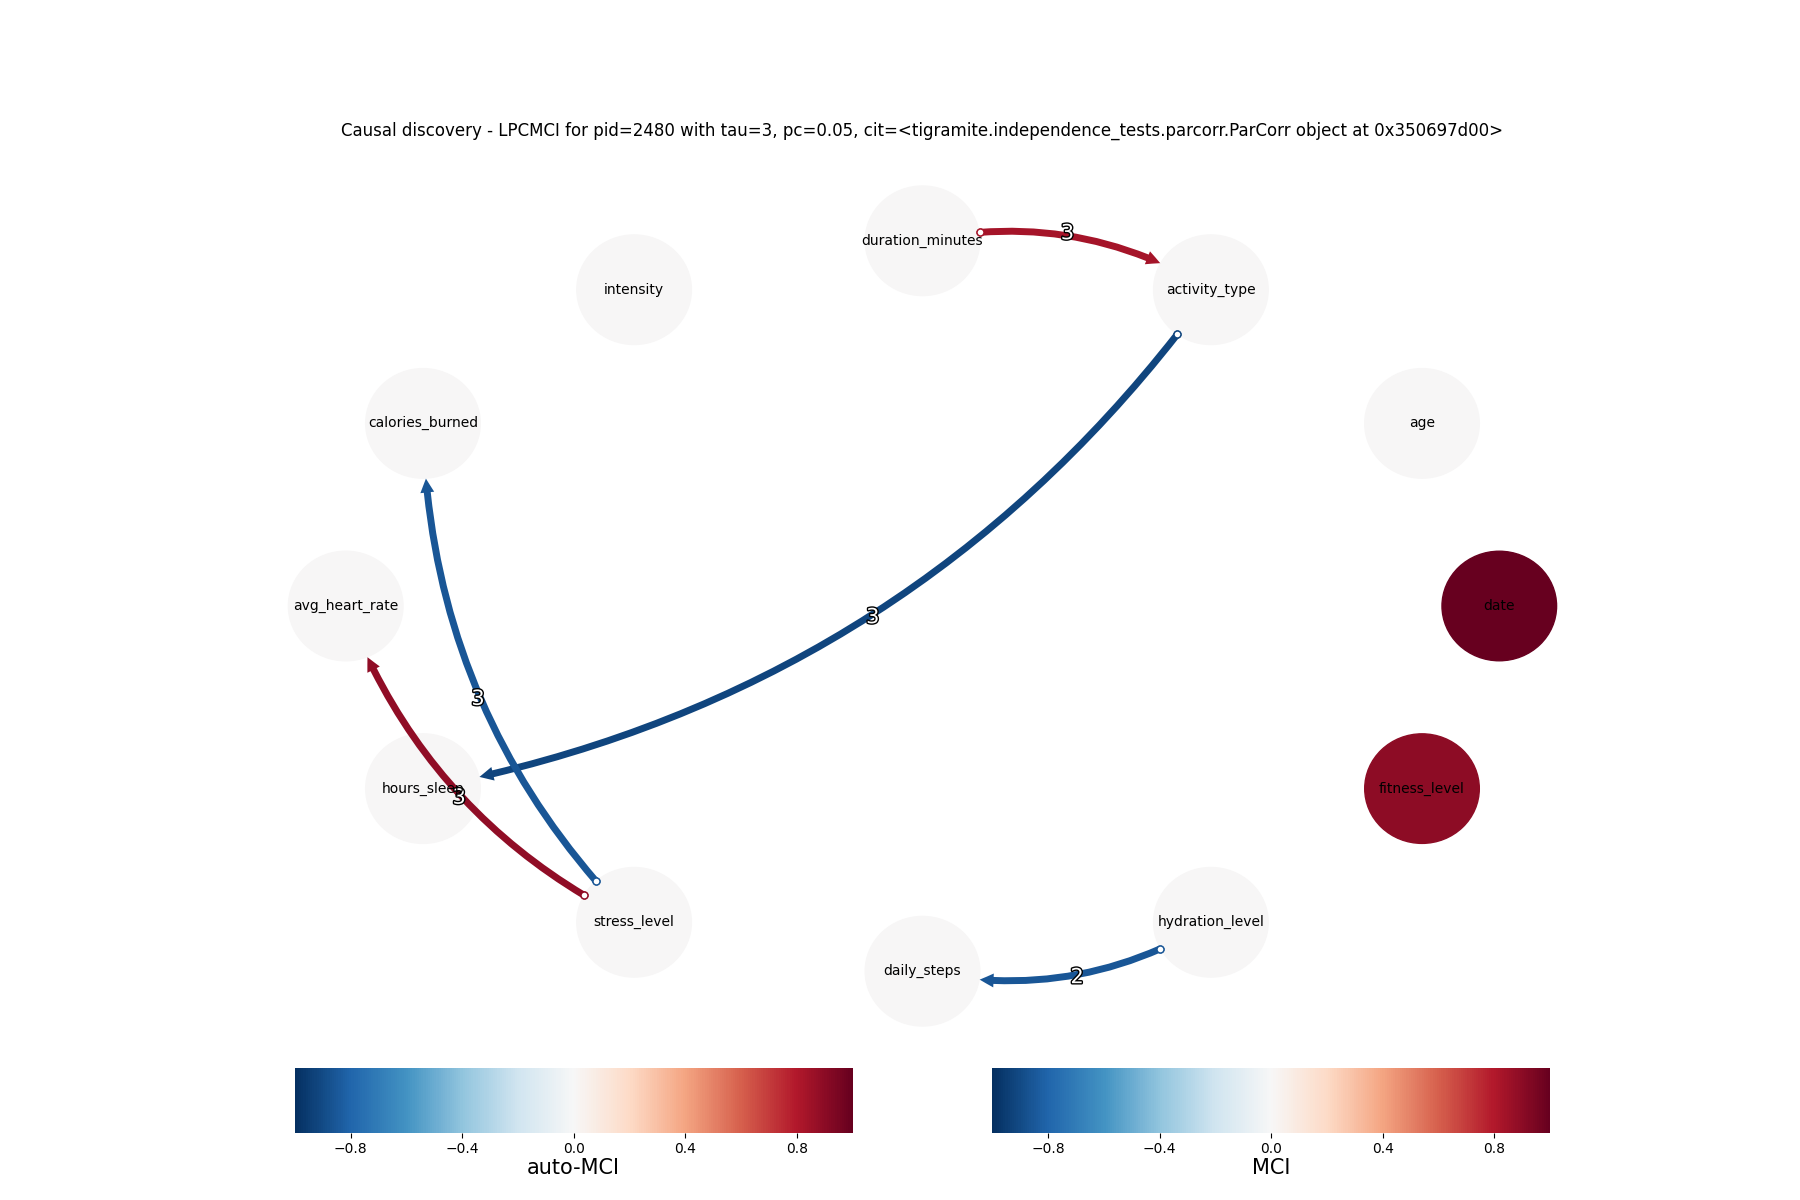 Causal discovery - LPCMCI for pid=2480 with tau=3, pc=0.05, cit=<tigramite.independence_tests.parcorr.ParCorr object at 0x350697d00>
duration_minutes
3
intensity
activity_type
calories_burned
age
avg_heart_rate
date
3
3
hours_sleep
3
fitness_level
stress_level
hydration_level
daily_steps
2
−0.8 −0.4 0.0 0.4 0.8
auto-MCI
−0.8 −0.4 0.0 0.4 0.8
MCI